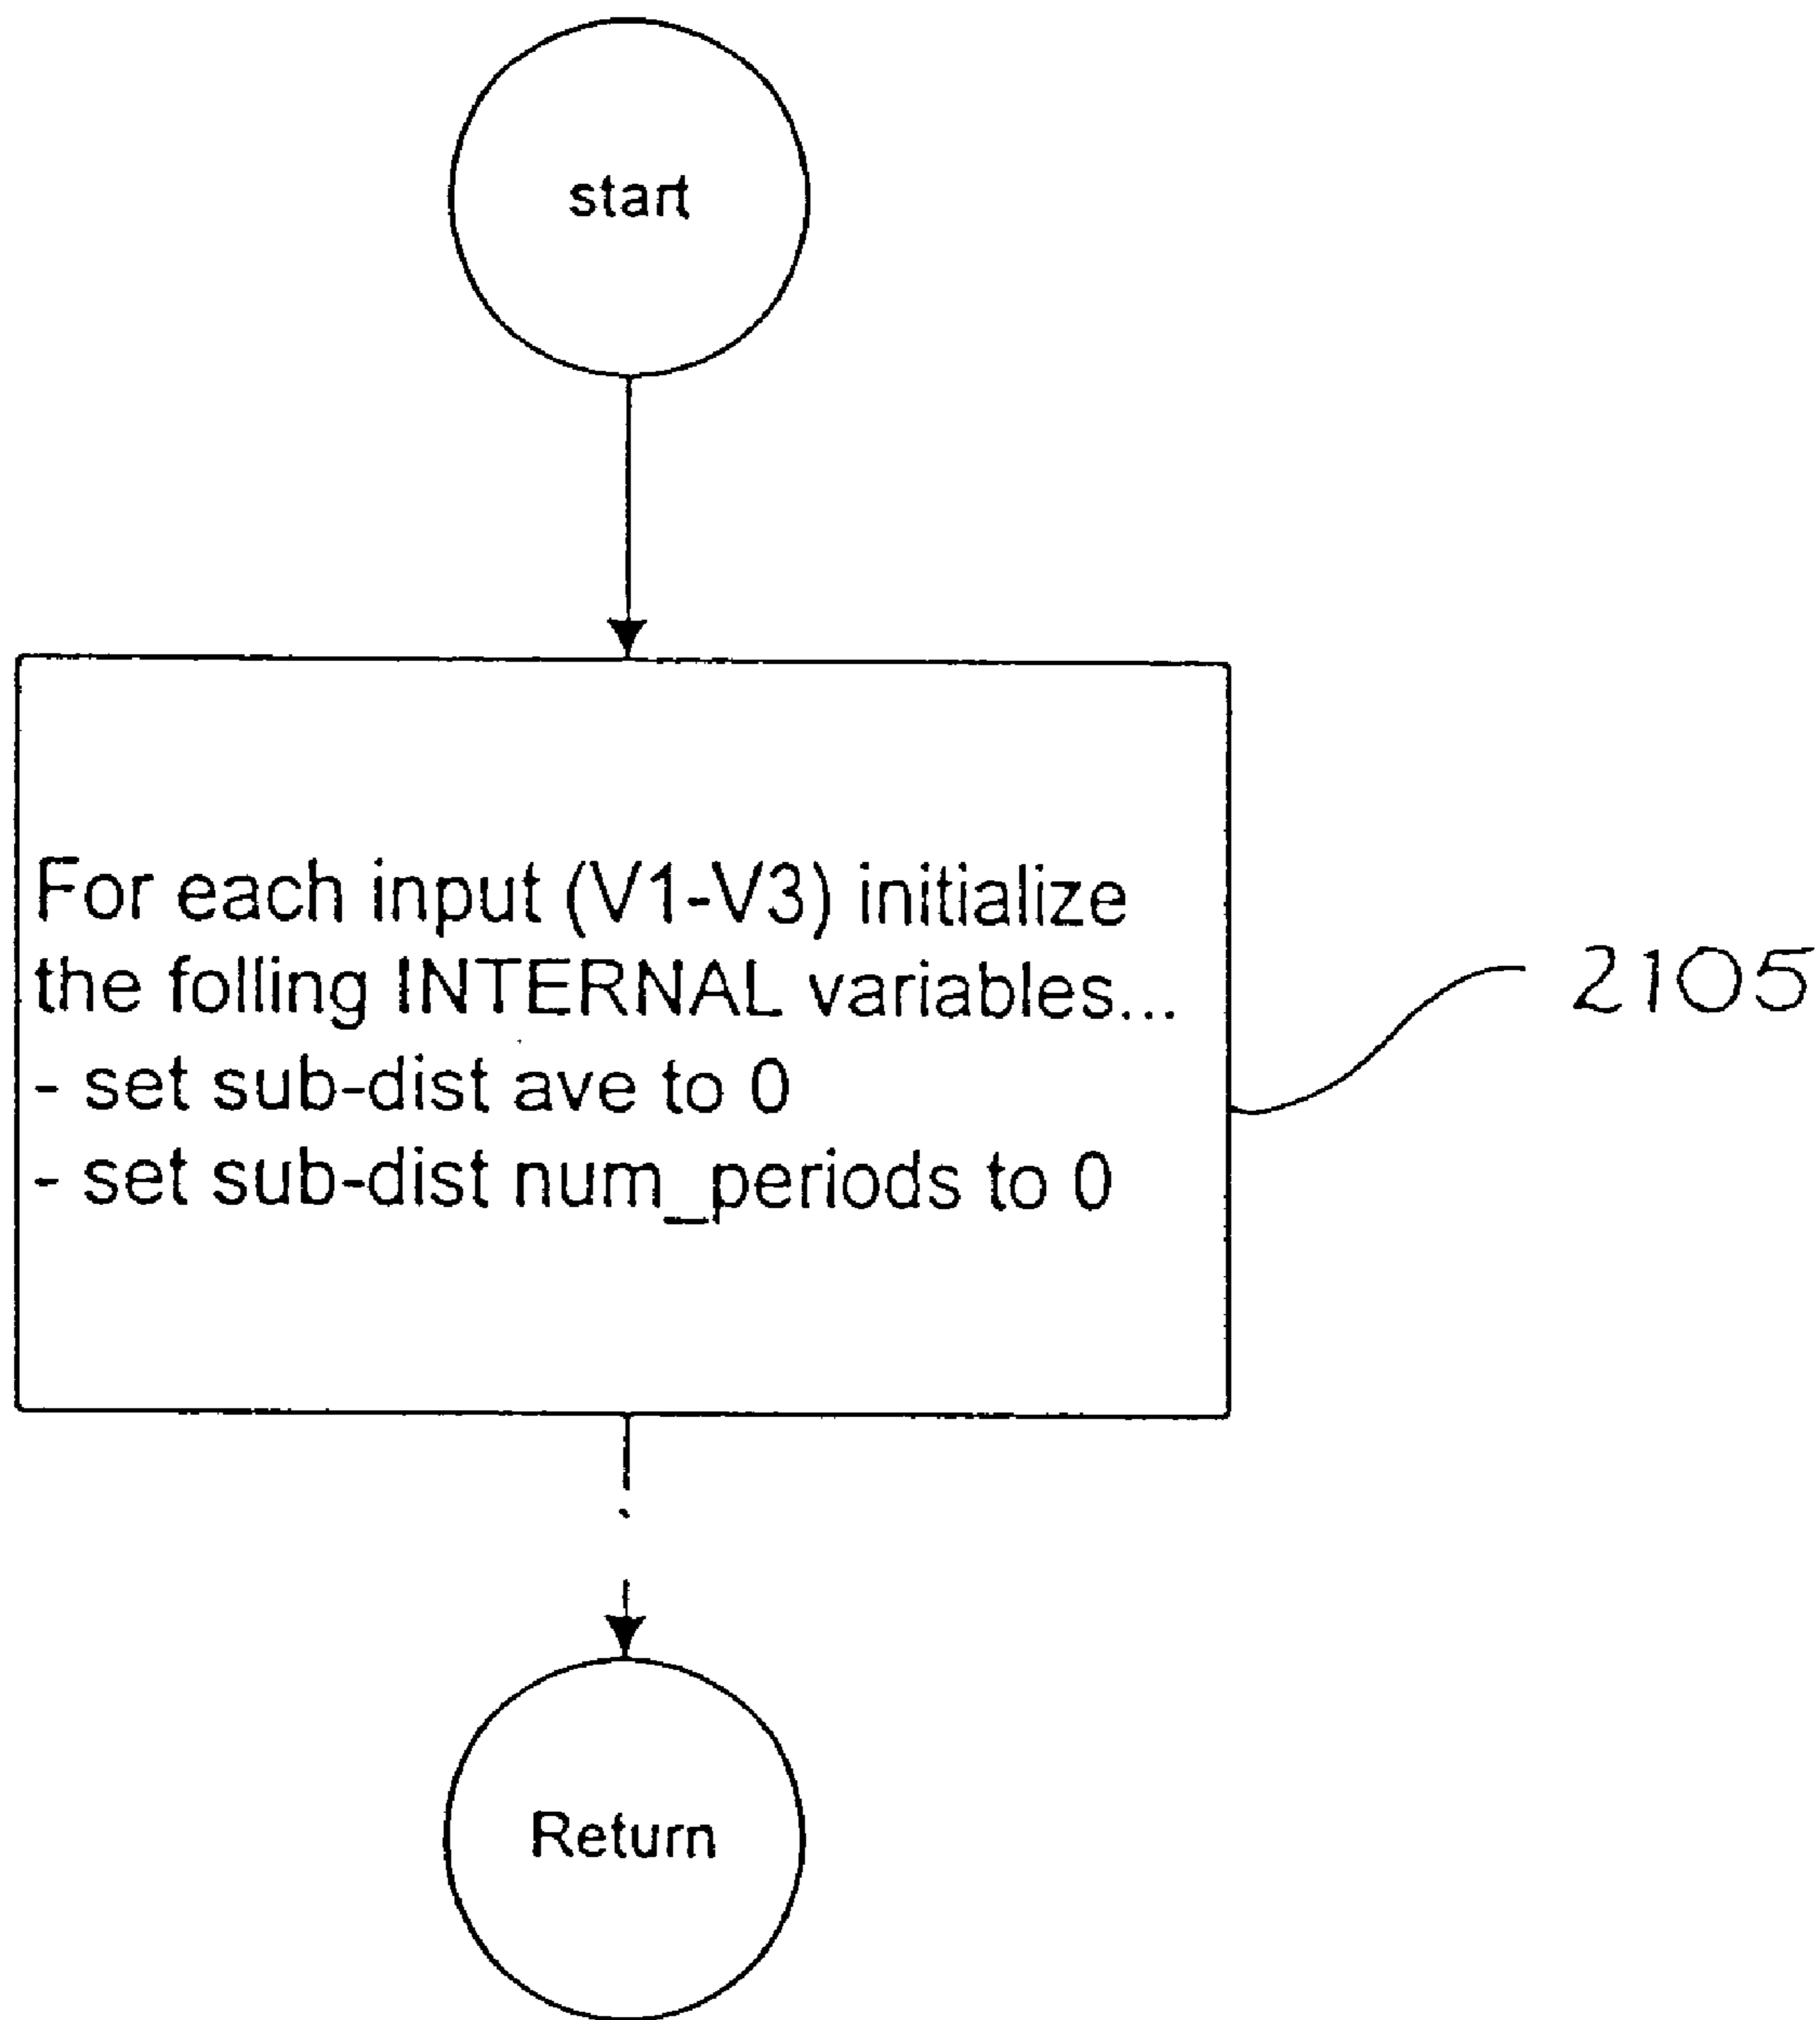 start
For each input (V1-V3) initialize
the folling INTERNAL variables...
- set sub-dist ave to 0
- set sub-dist num_periods to 0
2105
Return